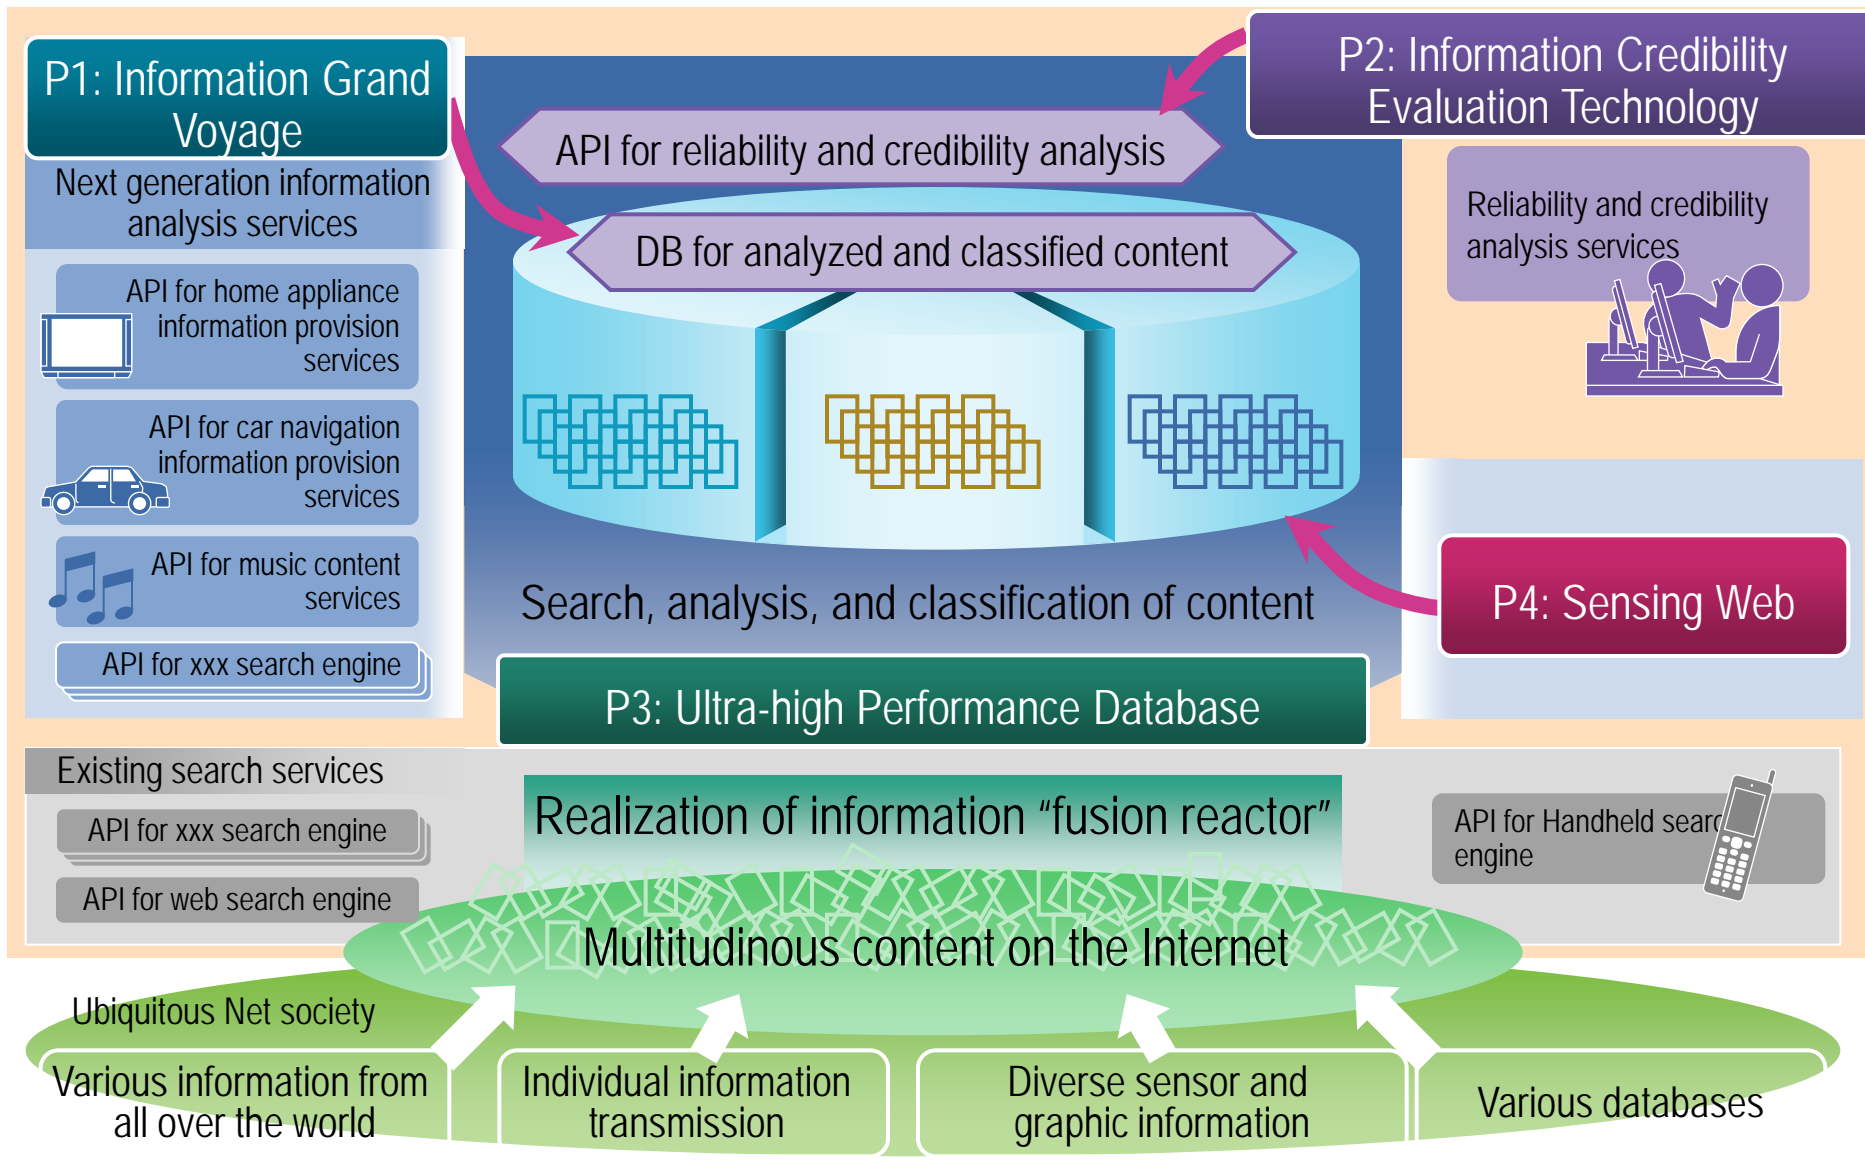 P1: Information Grand
Voyage
Next generation information
analysis services
API for home appliance
information provision
services
API for car navigation
information provision
services
API for music content
services
API for xxx search engine
P2: Information Credibility
Evaluation Technology
API for reliability and credibility analysis
DB for analyzed and classified content
Reliability and credibility
analysis services
Search, analysis, and classification of content
P4: Sensing Web
P3: Ultra-high Performance Database
Existing search services
API for xxx search engine
API for web search engine
Realization of information “fusion reactor”
API for Handheld search
engine
Multitudinous content on the Internet
Ubiquitous Net society
Various information from
all over the world
Individual information
transmission
Diverse sensor and
graphic information
Various databases